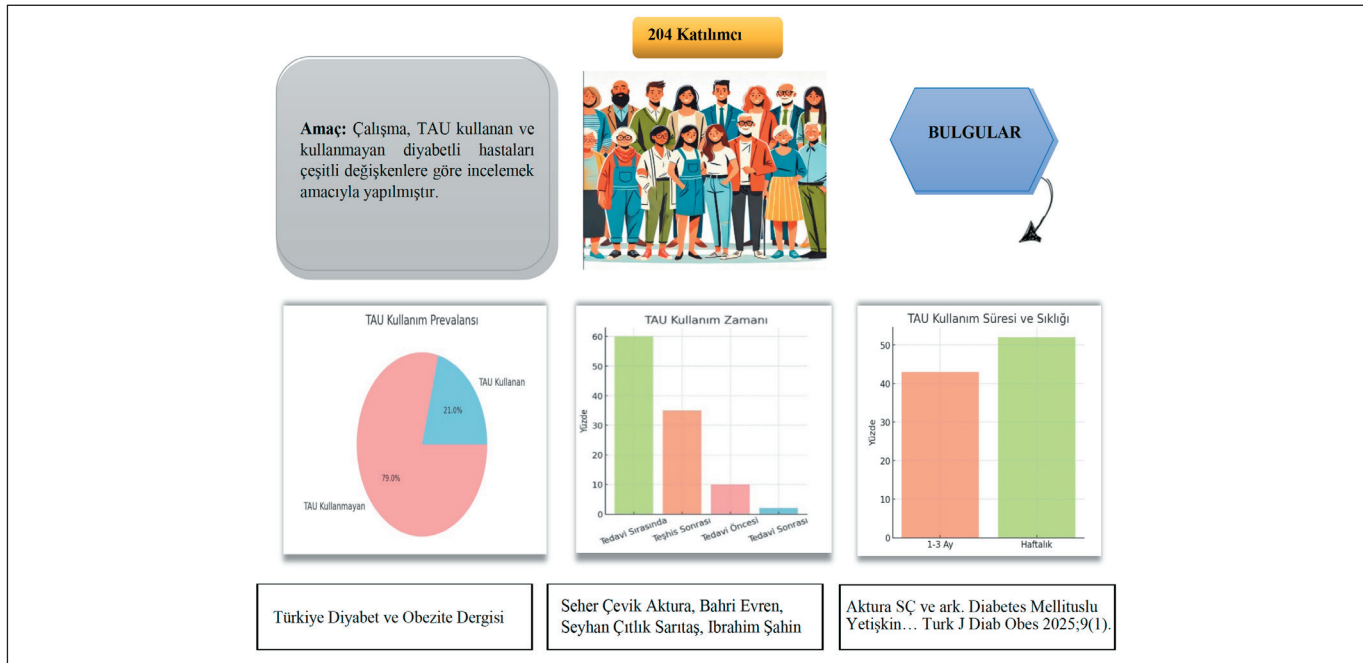 204 Katılımcı
Amaç: Çalışma, TAU kullanan ve
kullanmayan diyabetli hastaları
çeşitli değişkenlere göre incelemek
amacıyla yapılmıştır.
BULGULAR
TAU Kullanım Prevalansı
TAU Kullanan
21.0%
79.0%
TAU Kullanmayan
TAU Kullanım Zamanı
Yüzde
60
50
40
30
20
10
0
Tedavi Sırasında
Teşhis Sonrası
Tedavi Öncesi
Tedavi Sonrası
TAU Kullanım Süresi ve Sıklığı
Yüzde
50
40
30
20
10
0
1-3 Ay
Haftalık
Türkiye Diyabet ve Obezite Dergisi
Seher Çevik Aktura, Bahri Evren,
Seyhan Çıtlık Sarıtaş, Ibrahim Şahin
Aktura SÇ ve ark. Diabetes Mellituslu
Yetişkin… Turk J Diab Obes 2025;9(1).